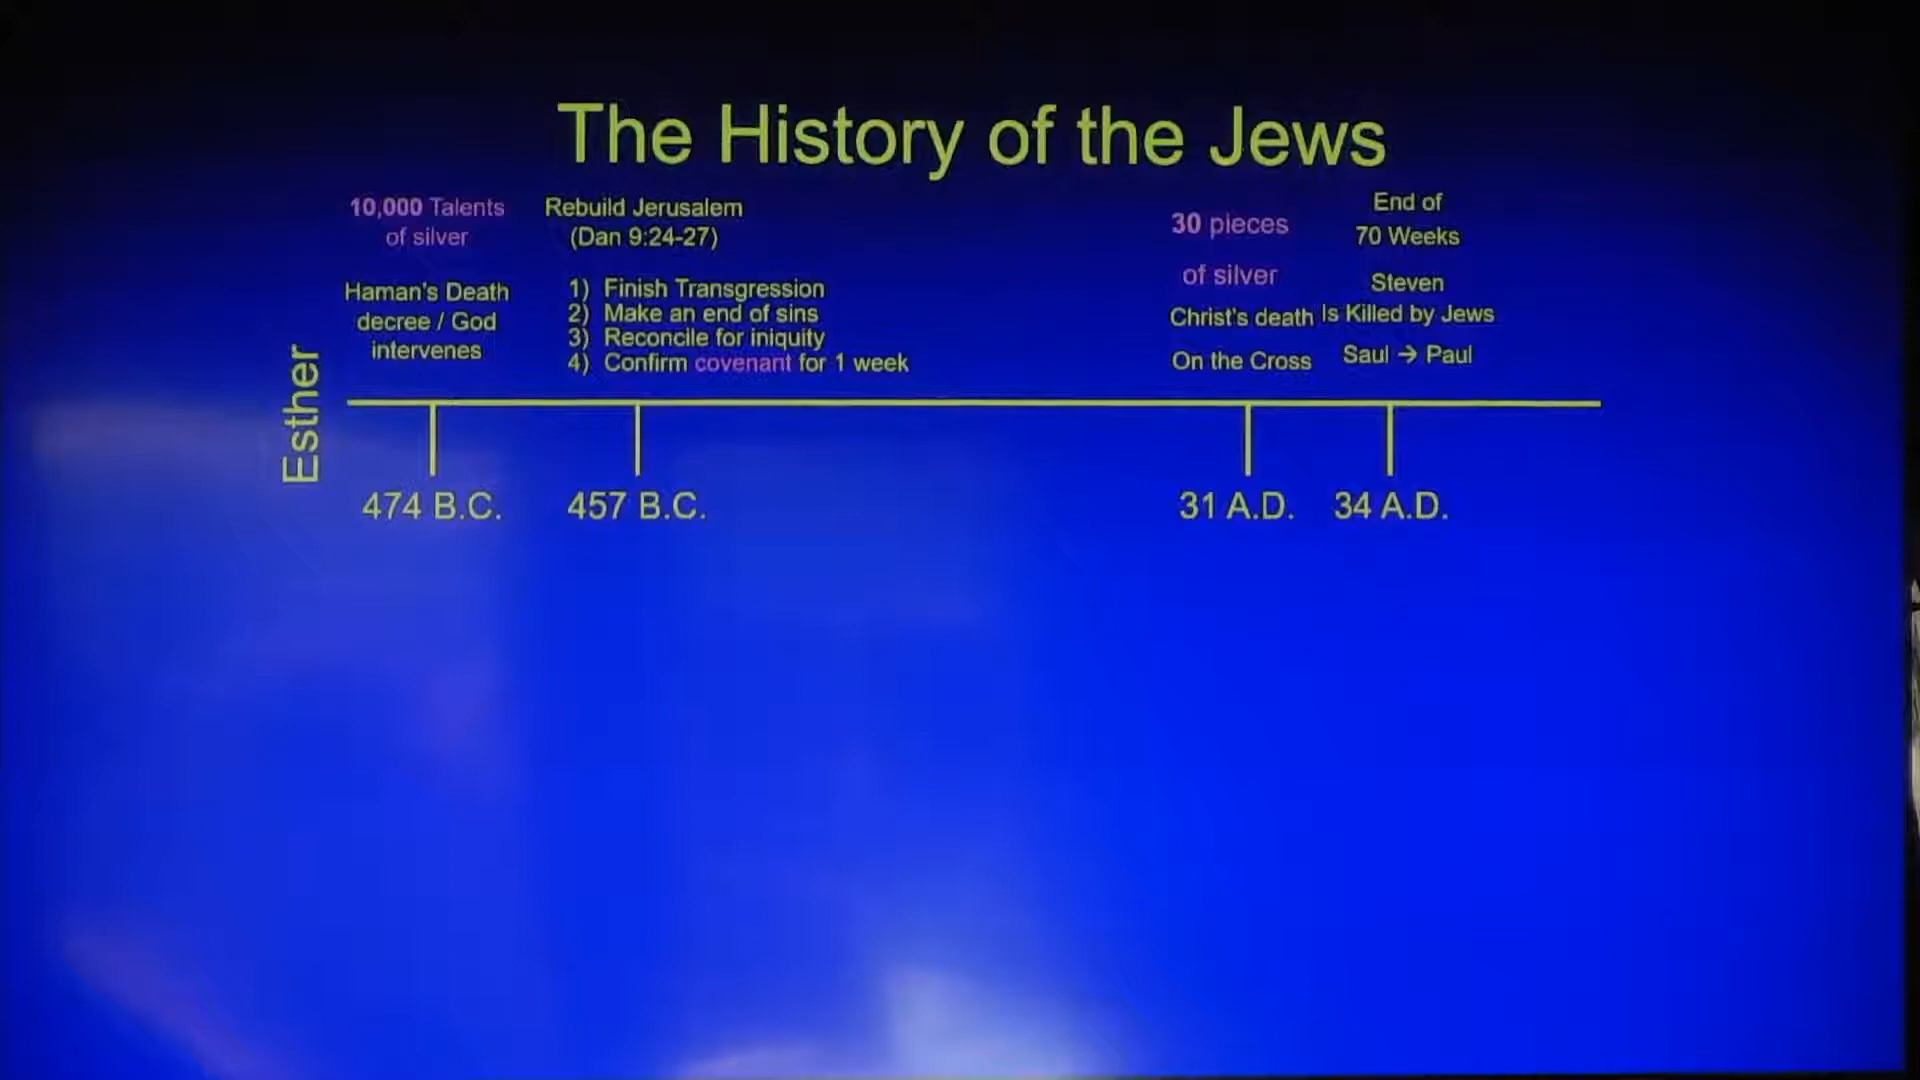 The History of the Jews
10,000 Talents
of silver
Haman's Death
decree / God
intervenes
Rebuild Jerusalem
(Dan 9:24-27)
1) Finish Transgression
2) Make an end of sins
3) Reconcile for iniquity
4) Confirm covenant for 1 week
30 pieces
of silver
Christ's death
On the Cross
End of
70 Weeks
Steven
Is Killed by Jews
Saul → Paul
Esther
474 B.C.
457 B.C.
31 A.D.
34 A.D.